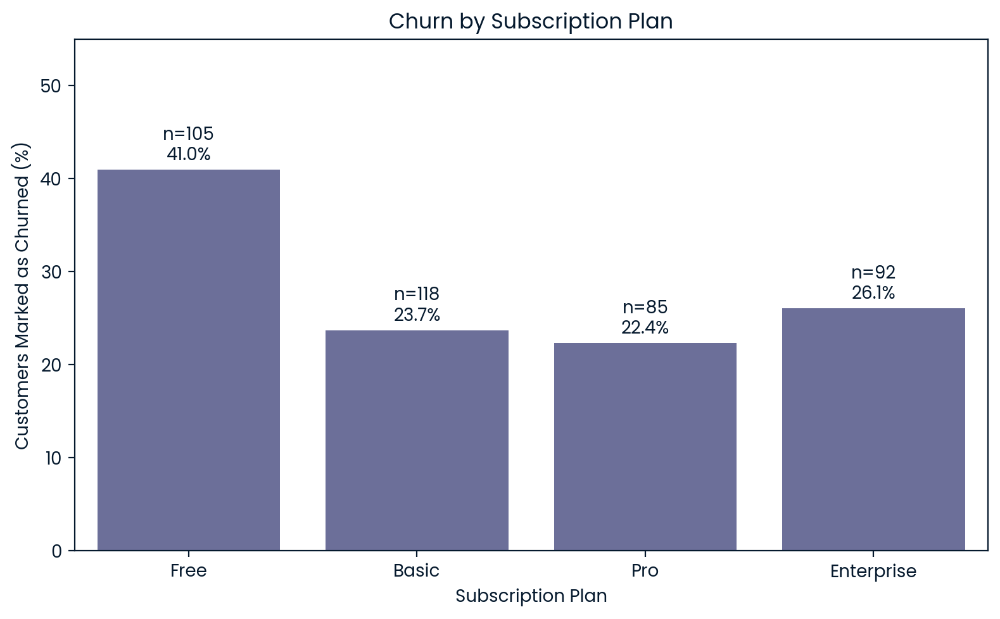 Churn by Subscription Plan
Customers Marked as Churned (%)
50
40
30
20
10
0
n=105
41.0%
n=118
23.7%
n=85
22.4%
n=92
26.1%
Free
Basic
Pro
Enterprise
Subscription Plan